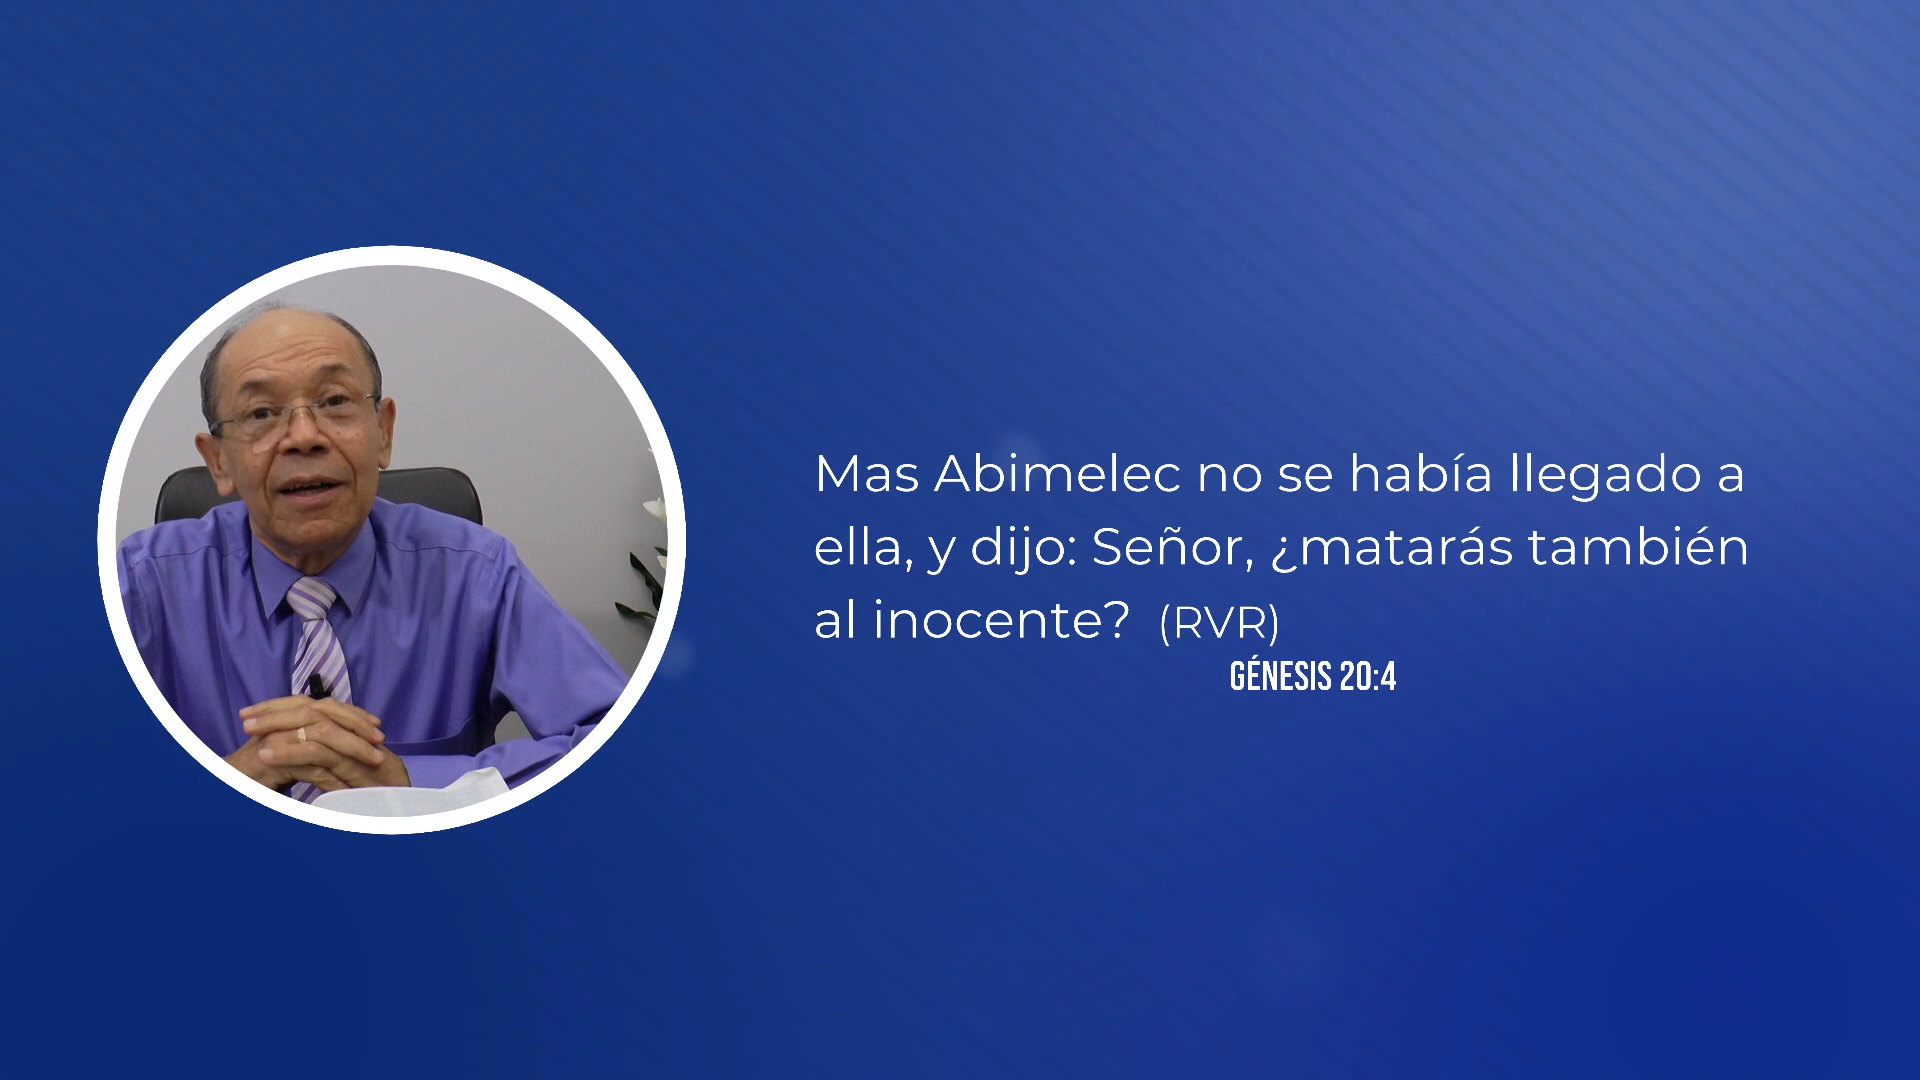 Mas Abimelec no se había llegado a
ella, y dijo: Señor, ¿matarás también
al inocente? (RVR)
GÉNESIS 20:4